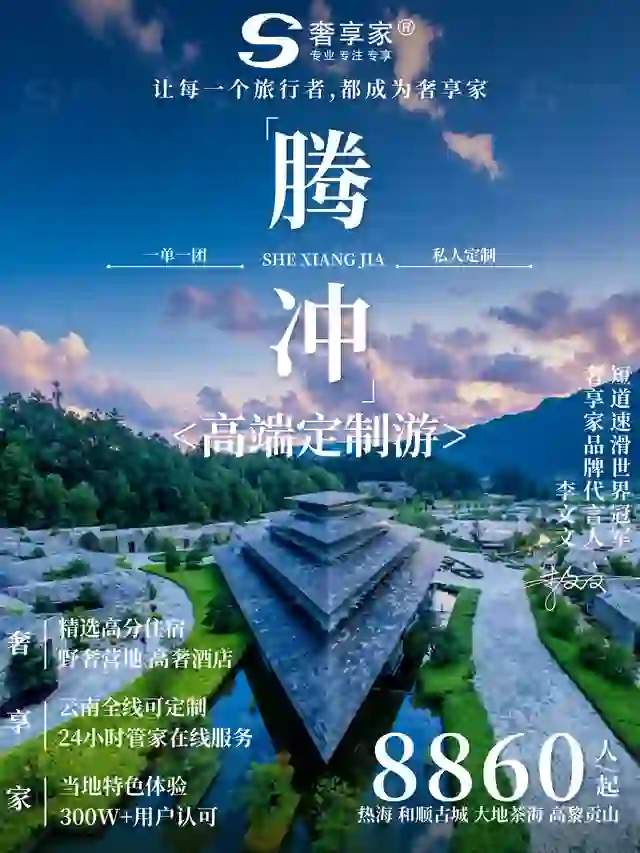 S 奢享家®
专业 专注 专享
让每一个旅行者,都成为奢享家
「腾
一单一团 SHE XIANG JIA 私人定制
冲」
<高端定制游>
短道速滑世界冠军
奢享家品牌代言人
李文文
奢 精选高分住宿
野奢营地 高奢酒店
享 云南全线可定制
24小时管家在线服务
家 当地特色体验
300W+用户认可
8860人起
热海 和顺古城 大地茶海 高黎贡山